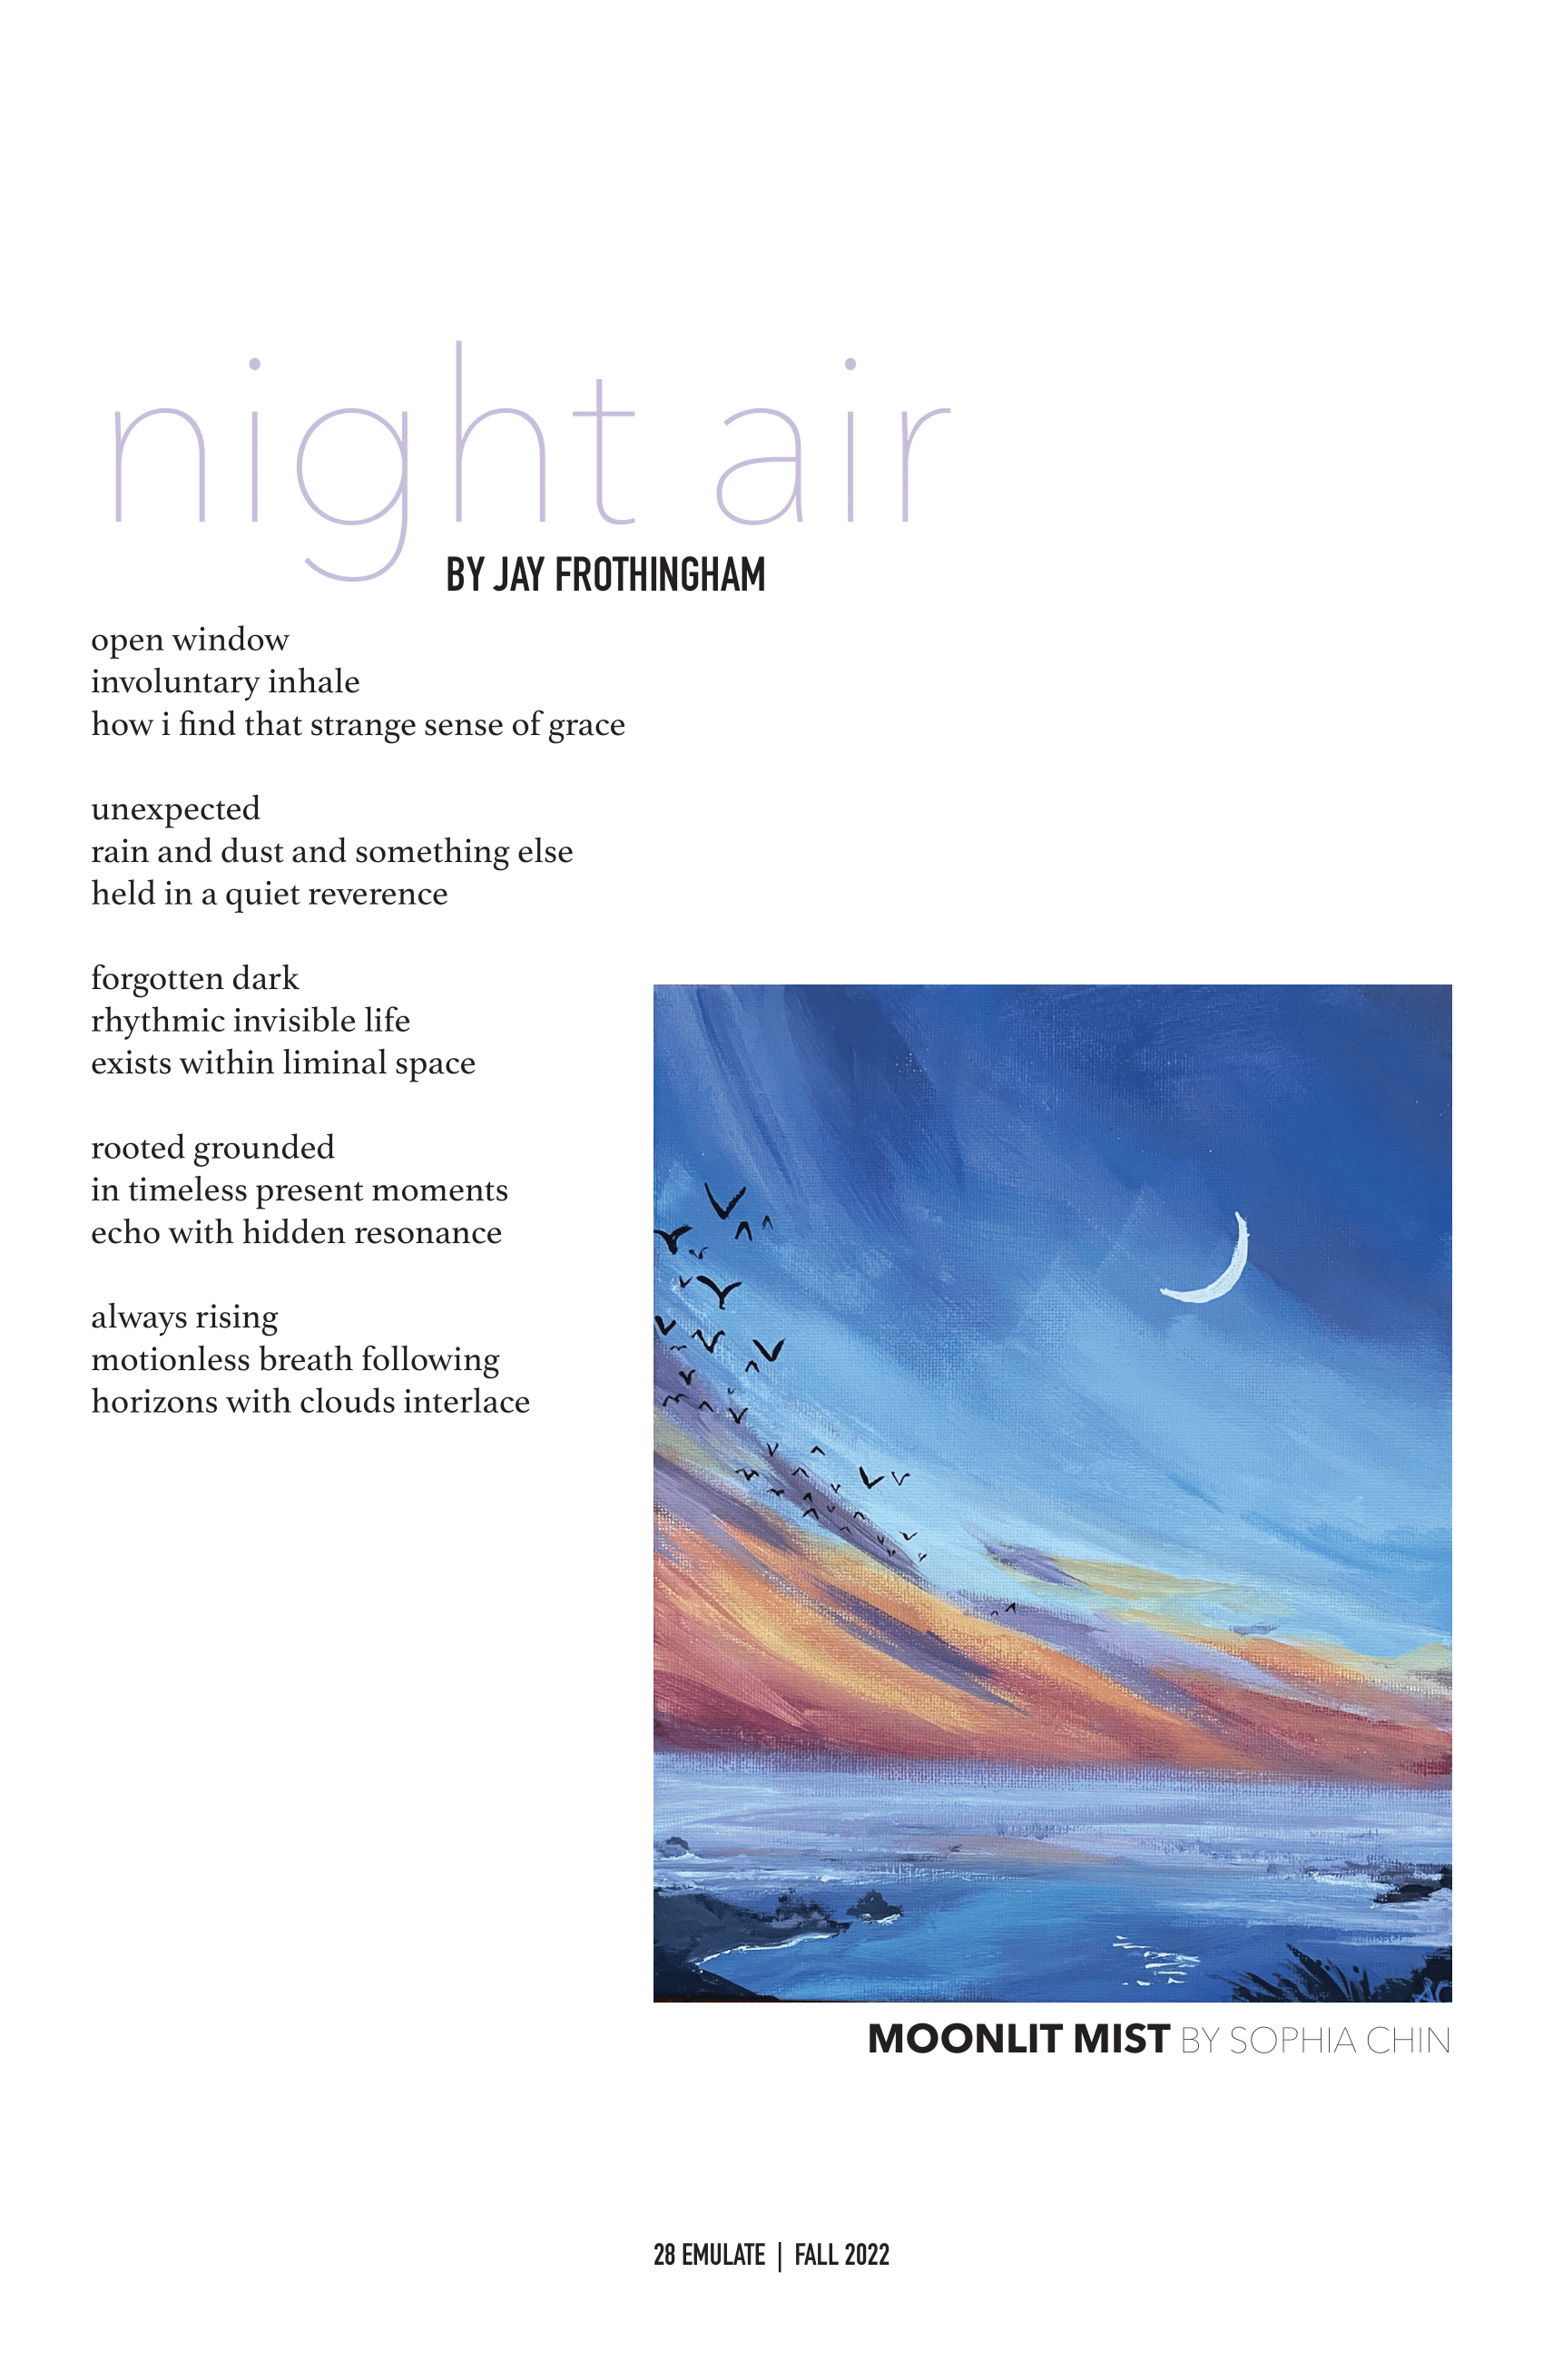 night air
BY JAY FROTHINGHAM
open window
involuntary inhale
how i find that strange sense of grace
unexpected
rain and dust and something else
held in a quiet reverence
forgotten dark
rhythmic invisible life
exists within liminal space
rooted grounded
in timeless present moments
echo with hidden resonance
always rising
motionless breath following
horizons with clouds interlace
MOONLIT MIST BY SOPHIA CHIN
28 EMULATE | FALL 2022